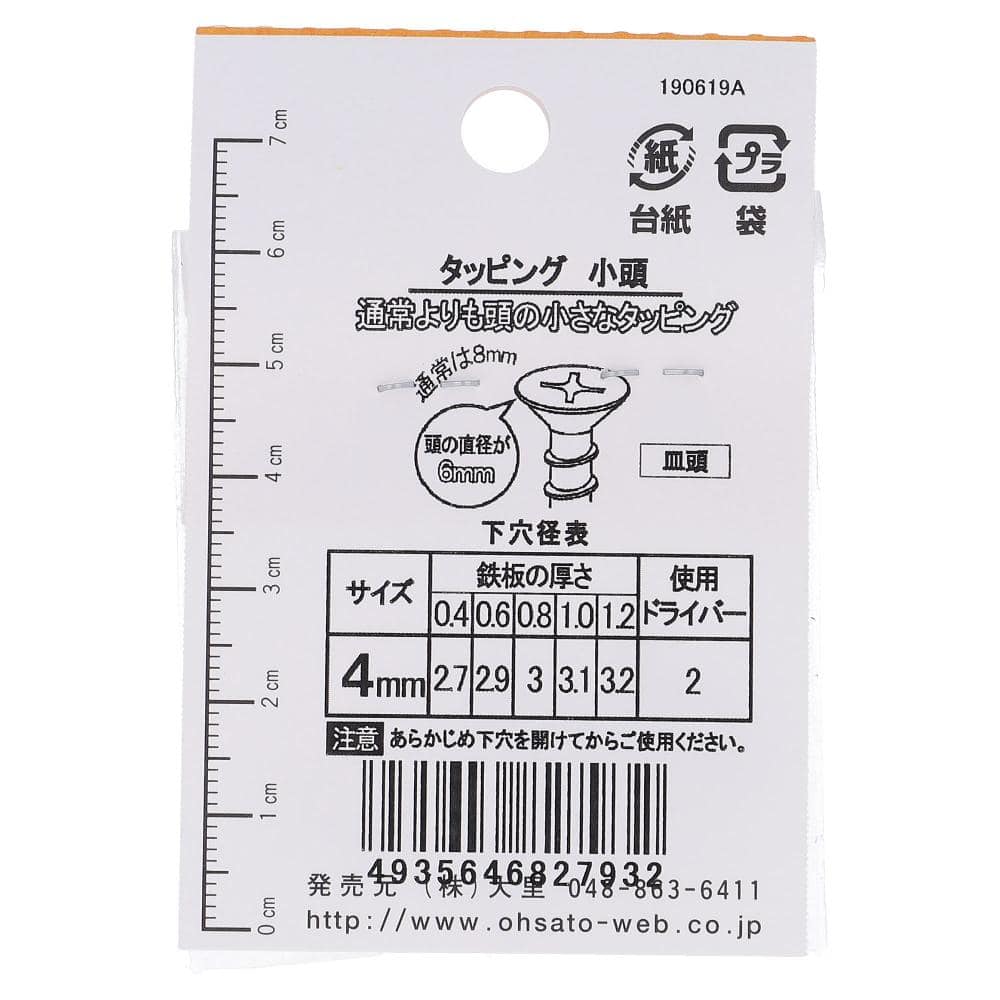 190619A
紙 プラ
台紙 袋
7cm
6cm
5cm
4cm
3cm
2cm
1cm
0cm
タッピング 小頭
通常よりも頭の小さなタッピング
通常は8mm
頭の直径が
6mm
皿頭
下穴径表
サイズ 鉄板の厚さ 使用ドライバー
0.4 0.6 0.8 1.0 1.2
4mm 2.7 2.9 3 3.1 3.2 2
注意 あらかじめ下穴を開けてからご使用ください。
4935646827932
発売元 (株)大里 048-863-6411
http://www.ohsato-web.co.jp